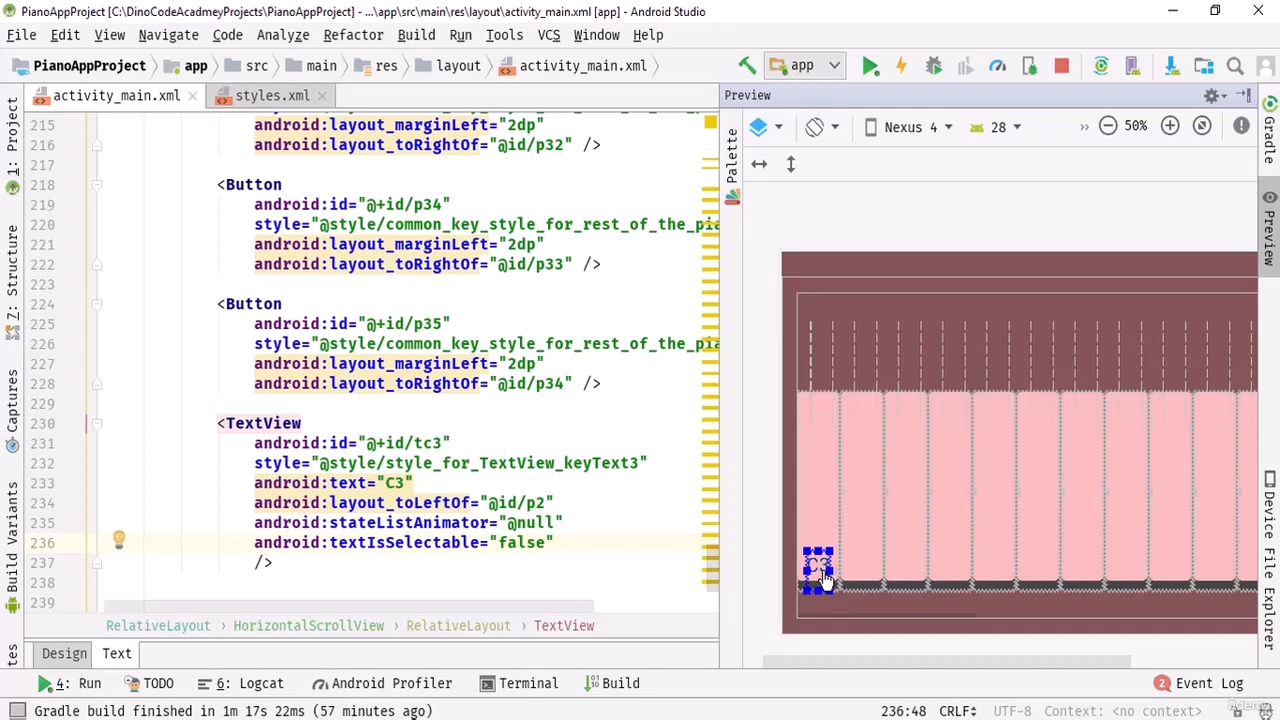 PianoAppProject [C:\DinoCodeAcadmeyProjects\PianoAppProject] - ...\app\src\main\res\layout\activity_main.xml [app] - Android Studio
File Edit View Navigate Code Analyze Refactor Build Run Tools VCS Window Help
PianoAppProject app src main res layout activity_main.xml app
activity_main.xml styles.xml Preview
1: Project
Z: Structure
Captures
Build Variants
215 android:layout_marginLeft="2dp"
216 android:layout_toRightOf="@id/p32" />
217
218 <Button
219 android:id="@+id/p34"
220 style="@style/common_key_style_for_rest_of_the_pia
221 android:layout_marginLeft="2dp"
222 android:layout_toRightOf="@id/p33" />
223
224 <Button
225 android:id="@+id/p35"
226 style="@style/common_key_style_for_rest_of_the_pia
227 android:layout_marginLeft="2dp"
228 android:layout_toRightOf="@id/p34" />
229
230 <TextView
231 android:id="@+id/tc3"
232 style="@style/style_for_TextView_keyText3"
233 android:text="C3"
234 android:layout_toLeftOf="@id/p2"
235 android:stateListAnimator="@null"
236 android:textIsSelectable="false"
237 />
238
239
RelativeLayout HorizontalScrollView RelativeLayout TextView
Design Text
Palette
Nexus 4 28 50%
C3
Gradle
Preview
Device File Explorer
4: Run TODO 6: Logcat Android Profiler Terminal Build 2 Event Log
Gradle build finished in 1m 17s 22ms (57 minutes ago) 236:48 CRLF UTF-8 Context: <no context>